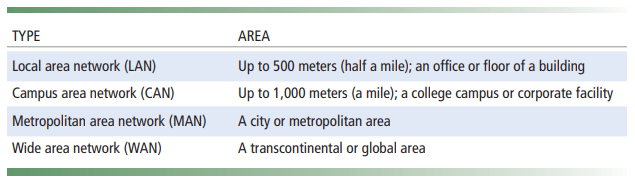 TYPE AREA
Local area network (LAN) Up to 500 meters (half a mile); an office or floor of a building
Campus area network (CAN) Up to 1,000 meters (a mile); a college campus or corporate facility
Metropolitan area network (MAN) A city or metropolitan area
Wide area network (WAN) A transcontinental or global area